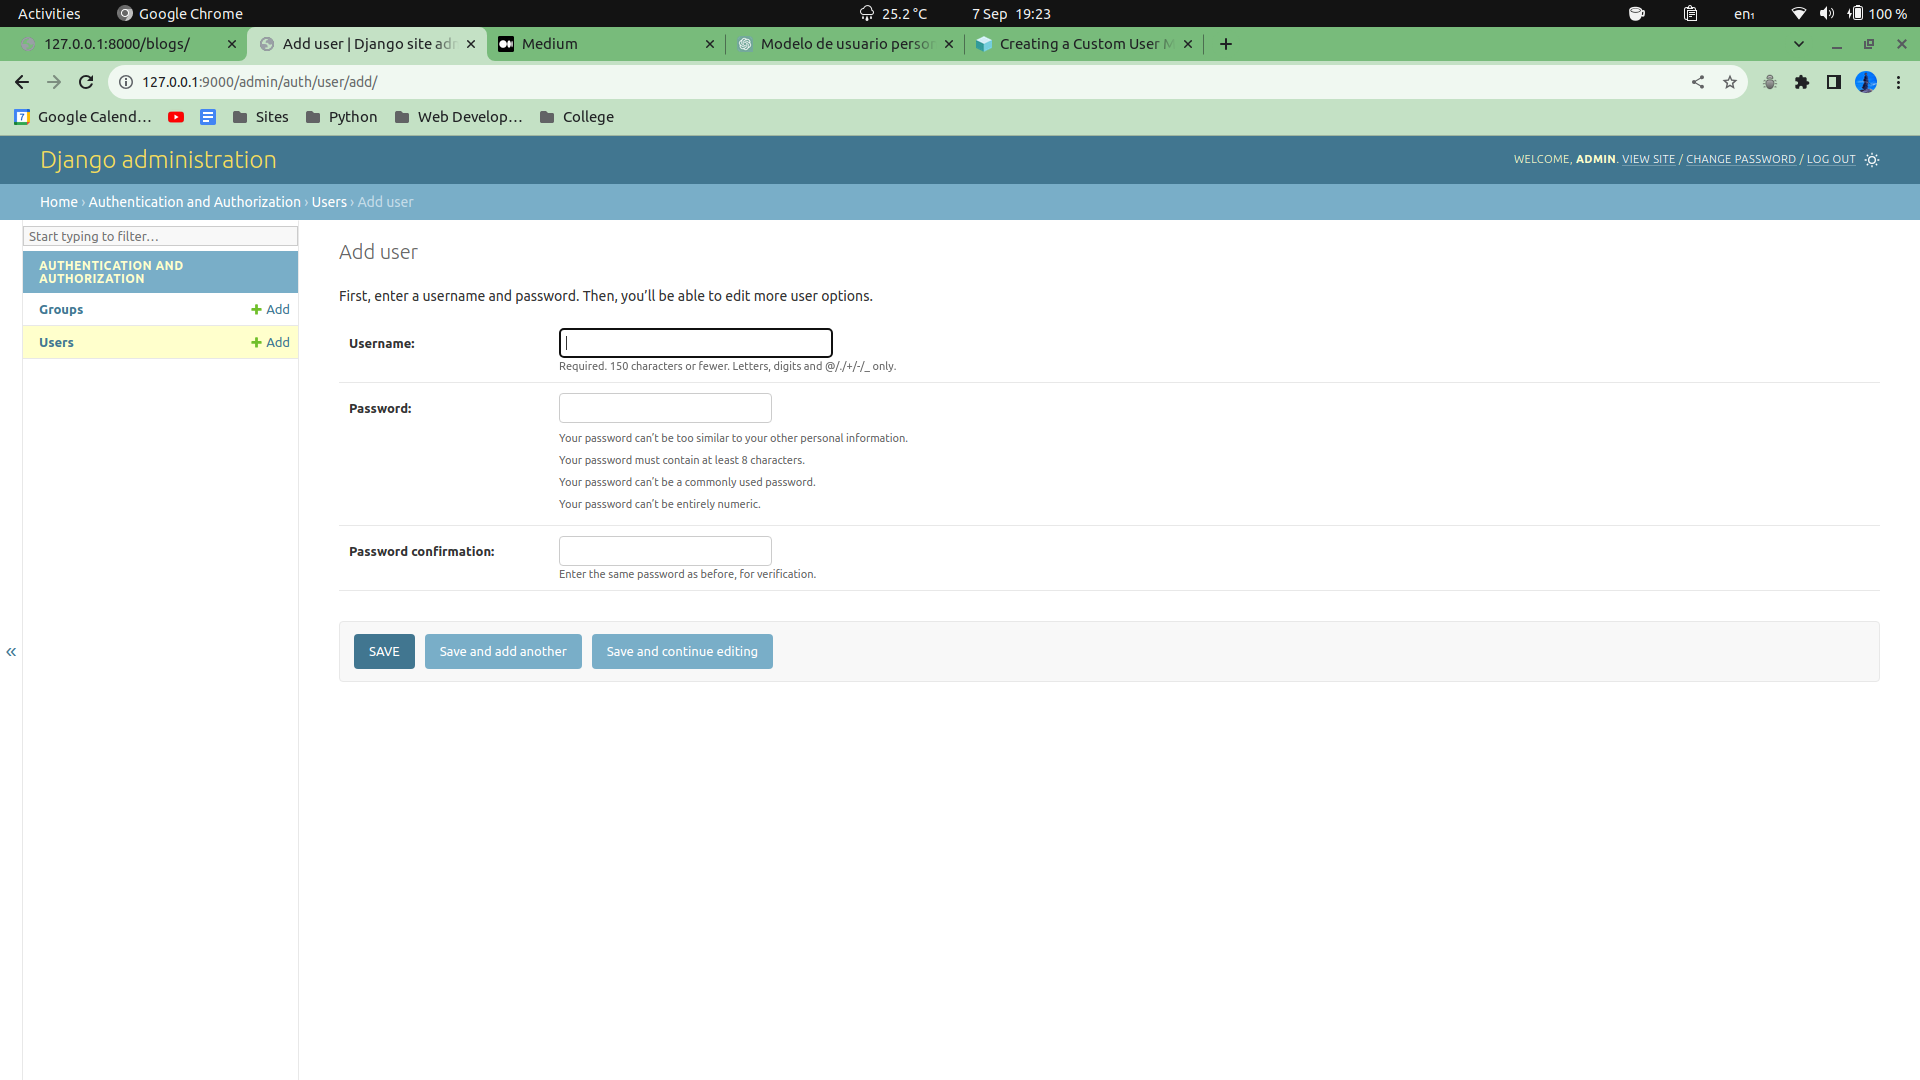 Activities Google Chrome 25.2 °C 7 Sep 19:23 en₁ 100 %
127.0.0.1:8000/blogs/ Add user | Django site adr Medium Modelo de usuario persor Creating a Custom User M
127.0.0.1:9000/admin/auth/user/add/
Google Calend... Sites Python Web Develop... College
Django administration
WELCOME, ADMIN. VIEW SITE / CHANGE PASSWORD / LOG OUT
Home › Authentication and Authorization › Users › Add user
Start typing to filter...
AUTHENTICATION AND
AUTHORIZATION
Groups + Add
Users + Add
«
Add user
First, enter a username and password. Then, you’ll be able to edit more user options.
Username:
Required. 150 characters or fewer. Letters, digits and @/./+/-/_ only.
Password:
Your password can’t be too similar to your other personal information.
Your password must contain at least 8 characters.
Your password can’t be a commonly used password.
Your password can’t be entirely numeric.
Password confirmation:
Enter the same password as before, for verification.
SAVE Save and add another Save and continue editing